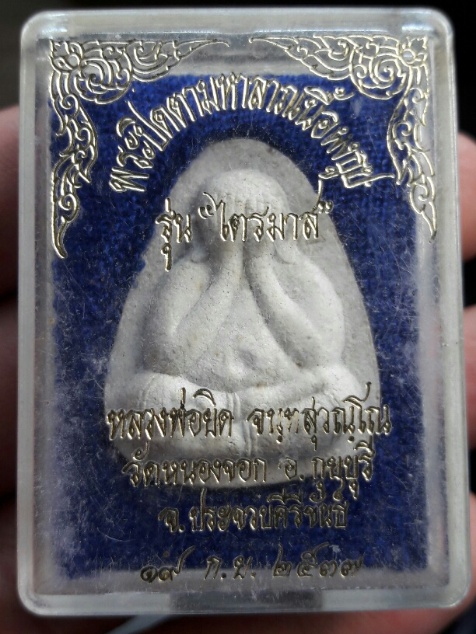 พระปิดตามหาลาภเนื้อผงธูป
รุ่น "ไตรมาส"
หลวงพ่อยิด จนฺทสุวณฺโณ
วัดหนองจอก อ.กุยบุรี
จ.ประจวบคีรีขันธ์
๑๙ ก.ย. ๒๕๓๗